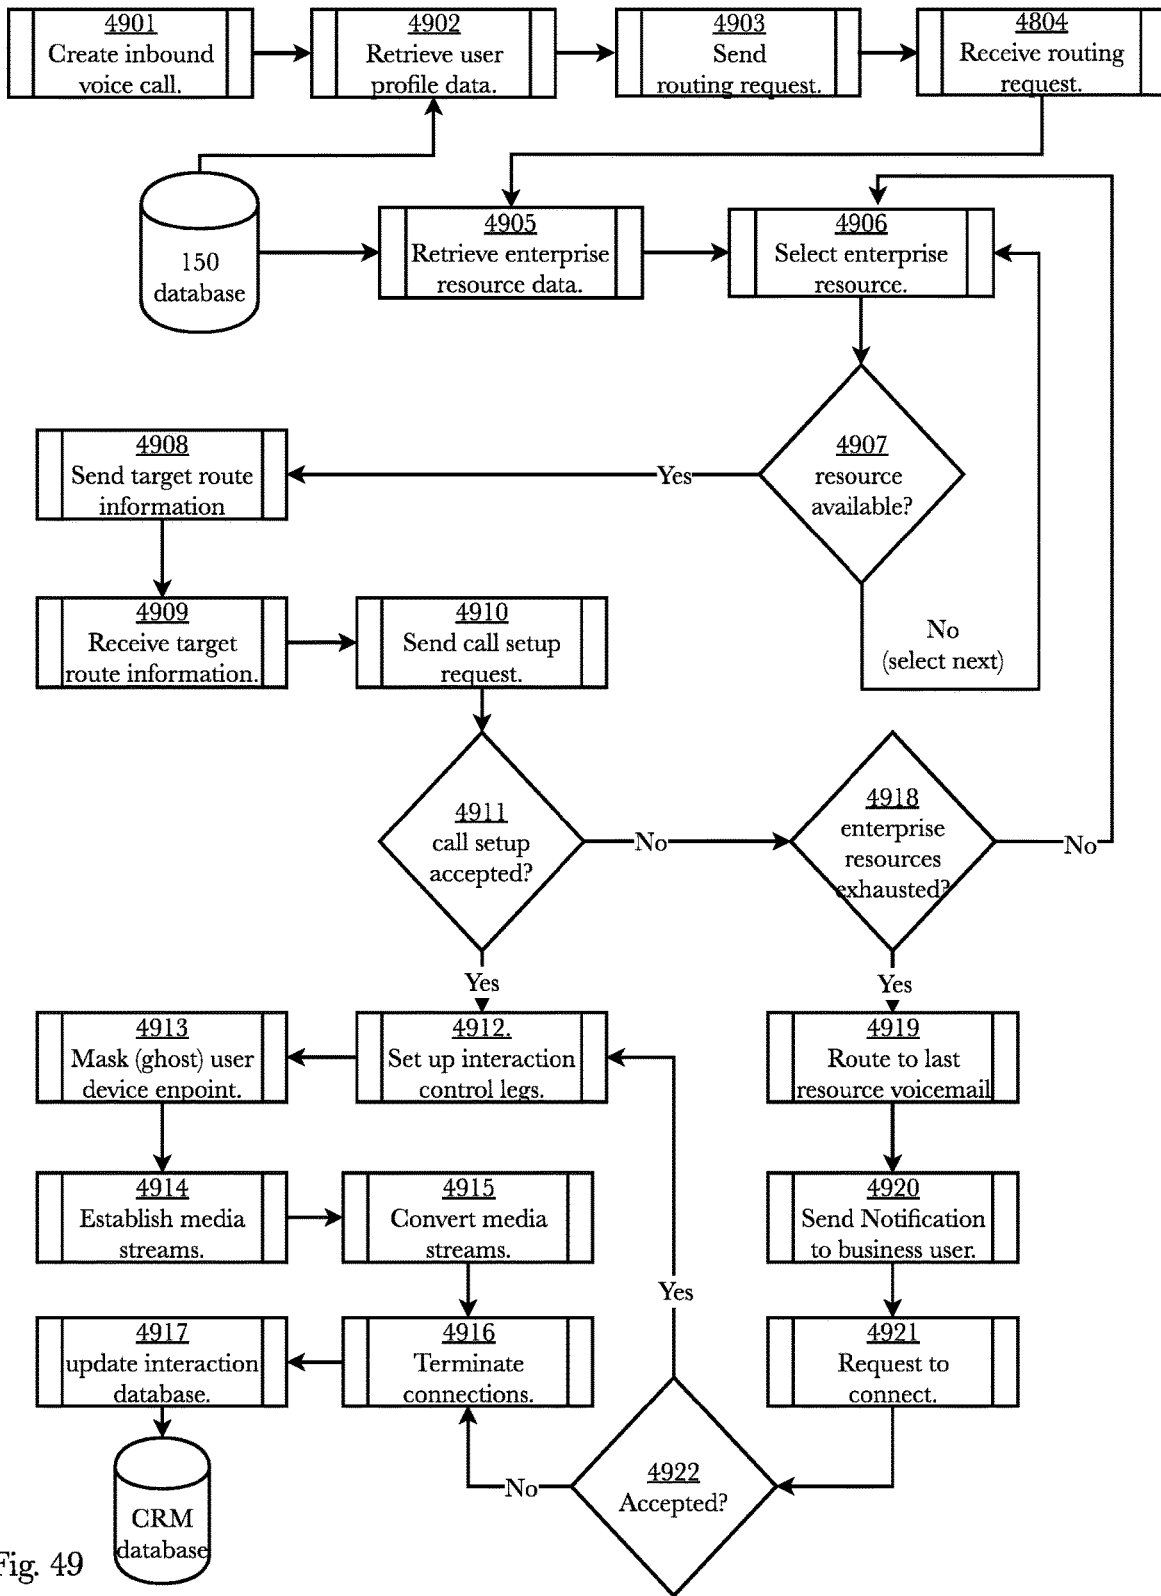 4901
Create inbound
voice call.
4902
Retrieve user
profile data.
4903
Send
routing request.
4804
Receive routing
request.
150
database
4905
Retrieve enterprise
resource data.
4906
Select enterprise
resource.
4907
resource
available?
Yes
4908
Send target route
information
No
(select next)
4909
Receive target
route information.
4910
Send call setup
request.
4911
call setup
accepted?
No
4918
enterprise
resources
exhausted?
No
Yes
Yes
4913
Mask (ghost) user
device enpoint.
4912.
Set up interaction
control legs.
4919
Route to last
resource voicemail
4914
Establish media
streams.
4915
Convert media
streams.
4920
Send Notification
to business user.
Yes
4917
update interaction
database.
4916
Terminate
connections.
4921
Request to
connect.
4922
Accepted?
No
CRM
database
Fig. 49